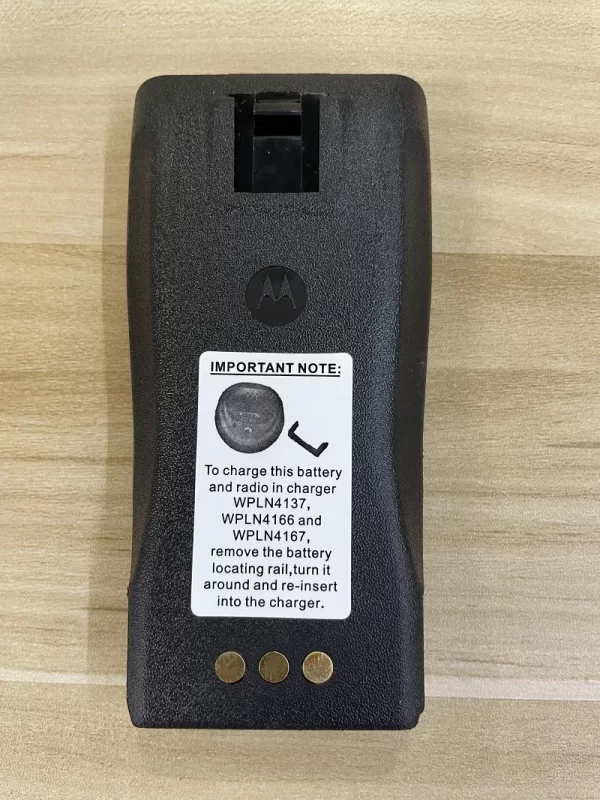 IMPORTANT NOTE:
To charge this battery
and radio in charger
WPLN4137,
WPLN4166 and
WPLN4167,
remove the battery
locating rail,turn it
around and re-insert
into the charger.